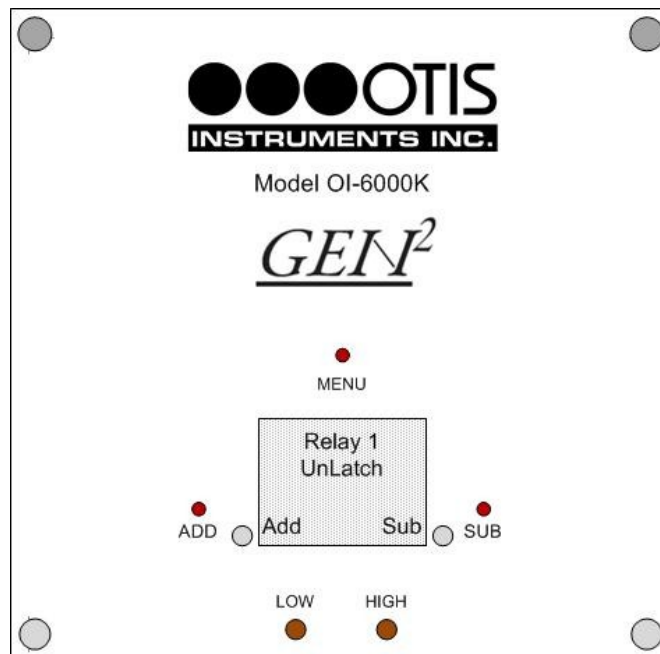 OTIS
INSTRUMENTS INC.
Model OI-6000K
GEN²
MENU
Relay 1
UnLatch
Add Sub
ADD SUB
LOW HIGH